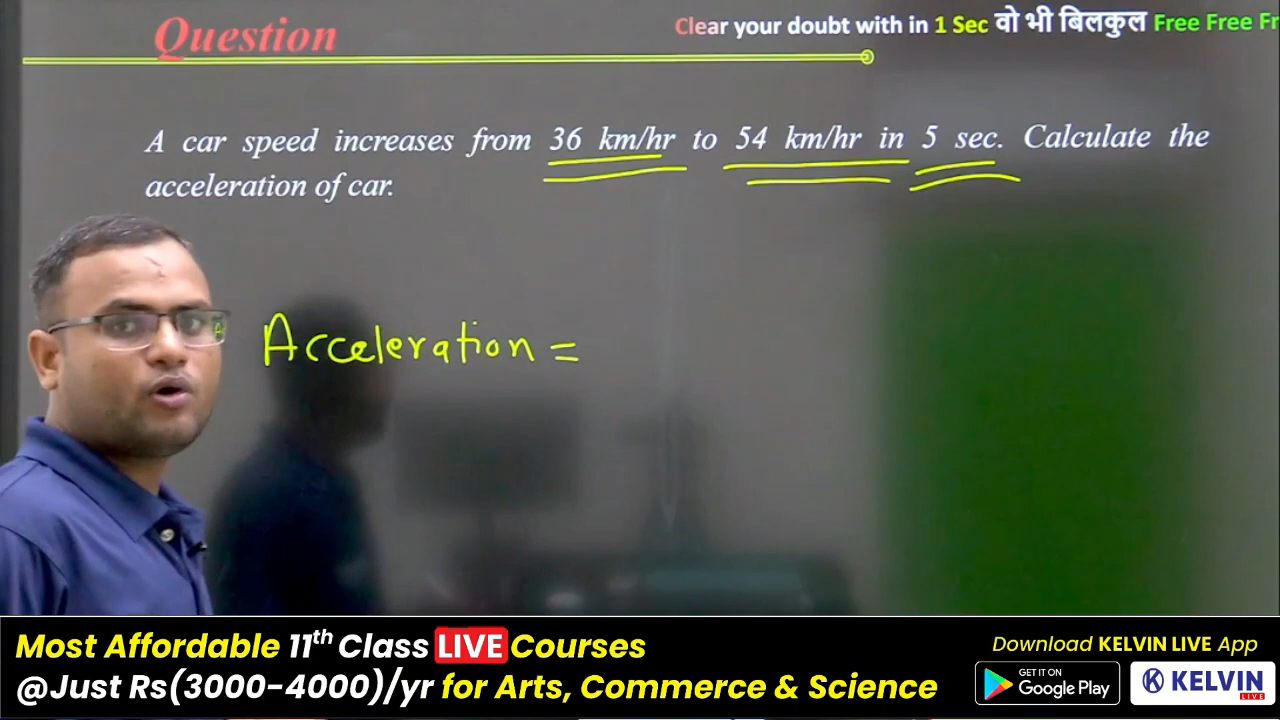 Question
Clear your doubt with in 1 Sec वो भी बिलकुल Free Free Fr
A car speed increases from 36 km/hr to 54 km/hr in 5 sec. Calculate the
acceleration of car.
Acceleration =
Most Affordable 11th Class LIVE Courses
@Just Rs(3000-4000)/yr for Arts, Commerce & Science
Download KELVIN LIVE App
GET IT ON
Google Play
KELVIN
LIVE